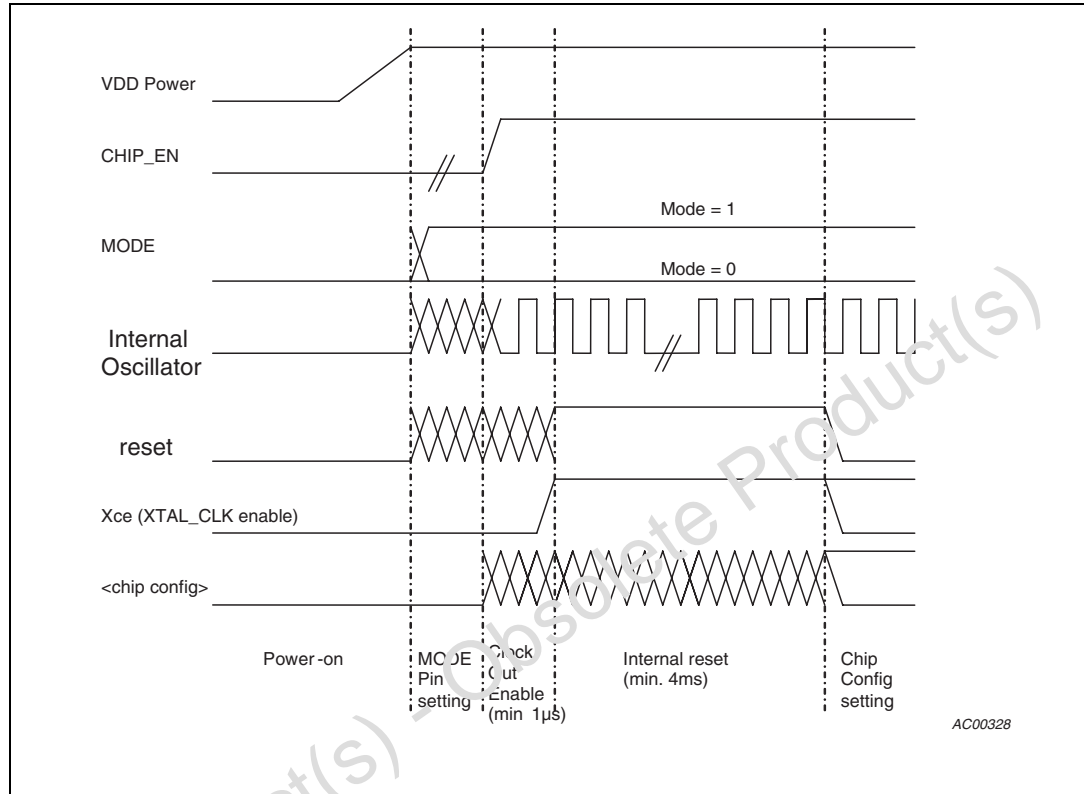 VDD Power
CHIP_EN
Mode = 1
MODE
Mode = 0
Internal
Oscillator
reset
Xce (XTAL_CLK enable)
<chip config>
Power-on
MODE
Pin
setting
Clock
Out
Enable
(min 1µs)
Internal reset
(min. 4ms)
Chip
Config
setting
AC00328
ct(s) - Obsolete Product(s)